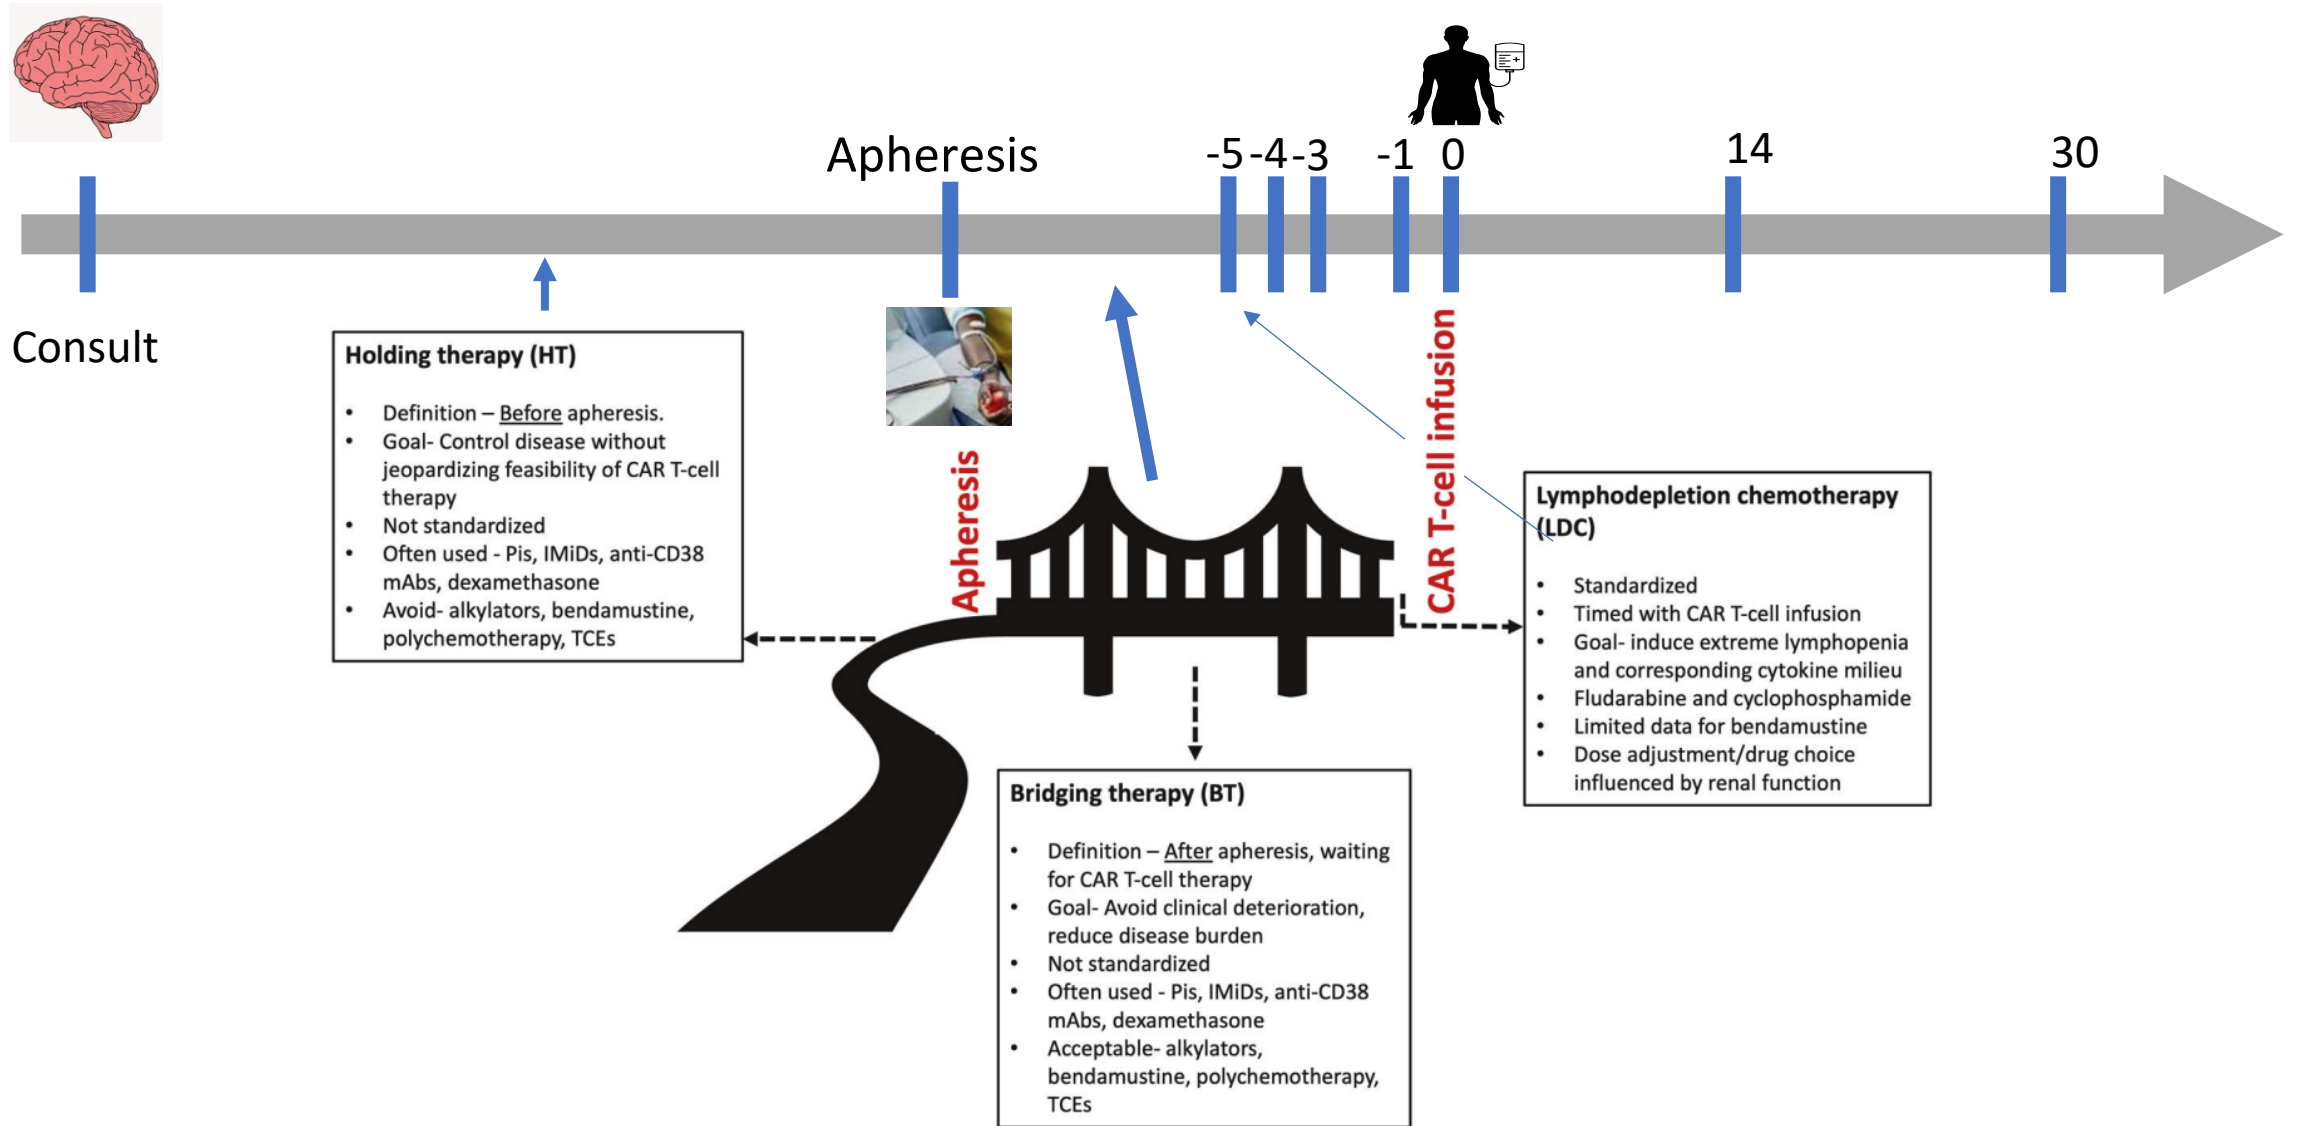 Apheresis
-5 -4 -3 -1 0 14 30
Consult
Holding therapy (HT)
• Definition – Before apheresis.
• Goal- Control disease without
jeopardizing feasibility of CAR T-cell
therapy
• Not standardized
• Often used - Pis, IMiDs, anti-CD38
mAbs, dexamethasone
• Avoid- alkylators, bendamustine,
polychemotherapy, TCEs
Apheresis
CAR T-cell infusion
Lymphodepletion chemotherapy
(LDC)
• Standardized
• Timed with CAR T-cell infusion
• Goal- induce extreme lymphopenia
and corresponding cytokine milieu
• Fludarabine and cyclophosphamide
• Limited data for bendamustine
• Dose adjustment/drug choice
influenced by renal function
Bridging therapy (BT)
• Definition – After apheresis, waiting
for CAR T-cell therapy
• Goal- Avoid clinical deterioration,
reduce disease burden
• Not standardized
• Often used - Pis, IMiDs, anti-CD38
mAbs, dexamethasone
• Acceptable- alkylators,
bendamustine, polychemotherapy,
TCEs